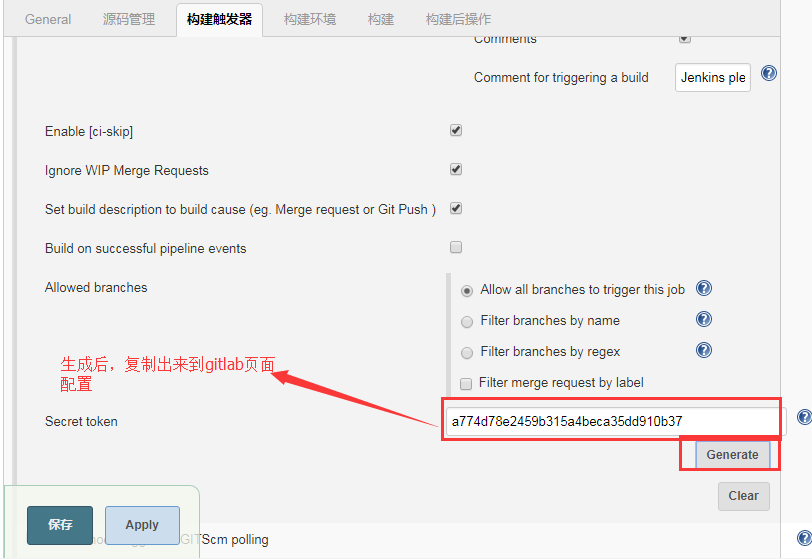 General 源码管理 构建触发器 构建环境 构建 构建后操作
Comments
Comment for triggering a build Jenkins ple
Enable [ci-skip]
Ignore WIP Merge Requests
Set build description to build cause (eg. Merge request or Git Push )
Build on successful pipeline events
Allowed branches Allow all branches to trigger this job
Filter branches by name
Filter branches by regex
生成后，复制出来到gitlab页面
配置
Filter merge request by label
Secret token a774d78e2459b315a4beca35dd910b37
Generate
Clear
保存 Apply
GITScm polling